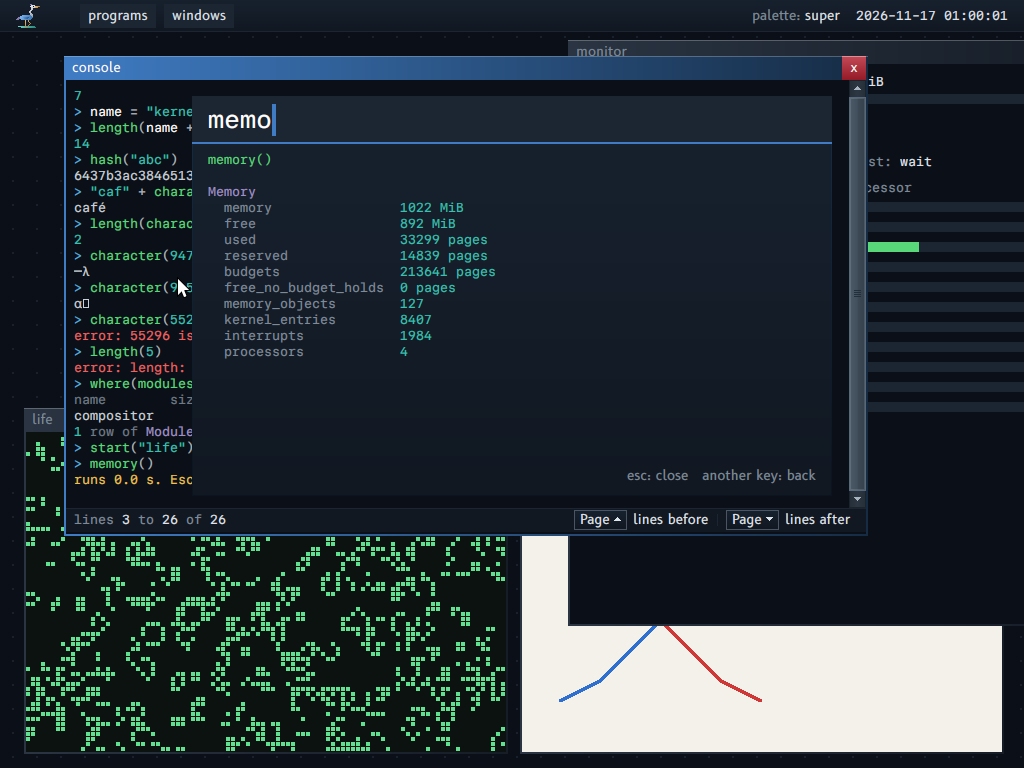 programs windows palette: super 2026-11-17 01:00:01
monitor
console x
7
> name = "kerne
> length(name +
14
> hash("abc")
6437b3ac3846513
> "caf" + chara
café
> length(charac
2
> character(947
─λ
> character(9 5
α▯
> character(552
error: 55296 is
> length(5)
error: length:
> where(modules
name siz
compositor
1 row of Module
> start("life")
> memory()
runs 0.0 s. Esc
memo
memory()
Memory
memory 1022 MiB
free 892 MiB
used 33299 pages
reserved 14839 pages
budgets 213641 pages
free_no_budget_holds 0 pages
memory_objects 127
kernel_entries 8407
interrupts 1984
processors 4
esc: close another key: back
lines 3 to 26 of 26 Page lines before Page lines after
iB
st: wait
cessor
life